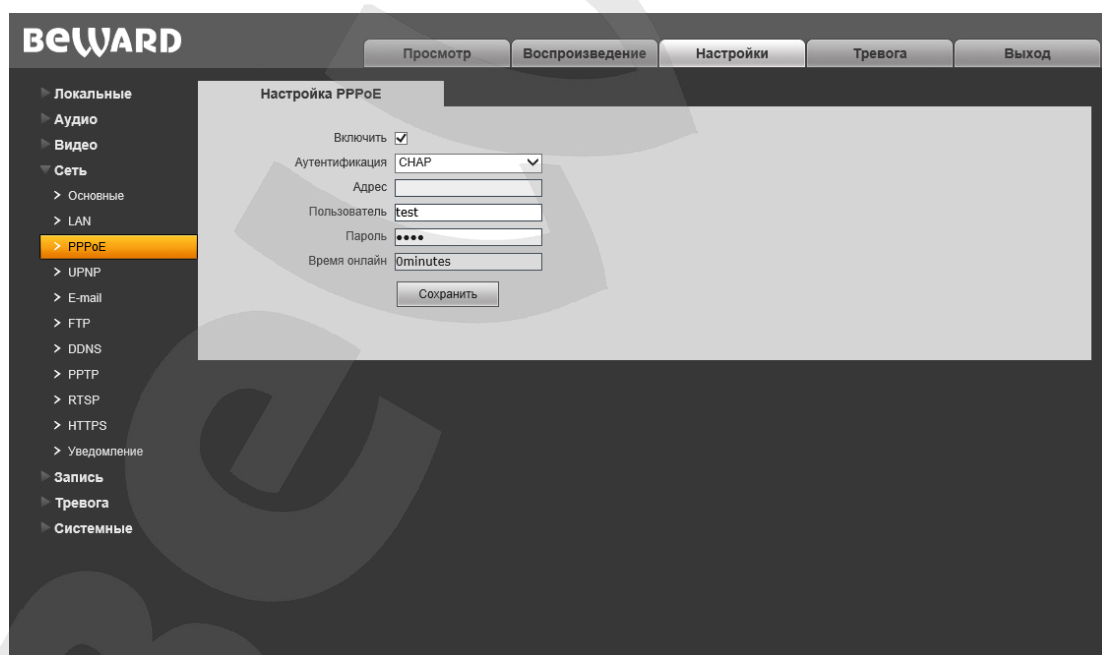 BEWARD
Просмотр
Воспроизведение
Настройки
Тревога
Выход
Локальные
Аудио
Видео
Сеть
Основные
LAN
PPPoE
UPNP
E-mail
FTP
DDNS
PPTP
RTSP
HTTPS
Уведомление
Запись
Тревога
Системные
Настройка PPPoE
Включить
Аутентификация CHAP
Адрес
Пользователь test
Пароль ••••
Время онлайн 0minutes
Сохранить